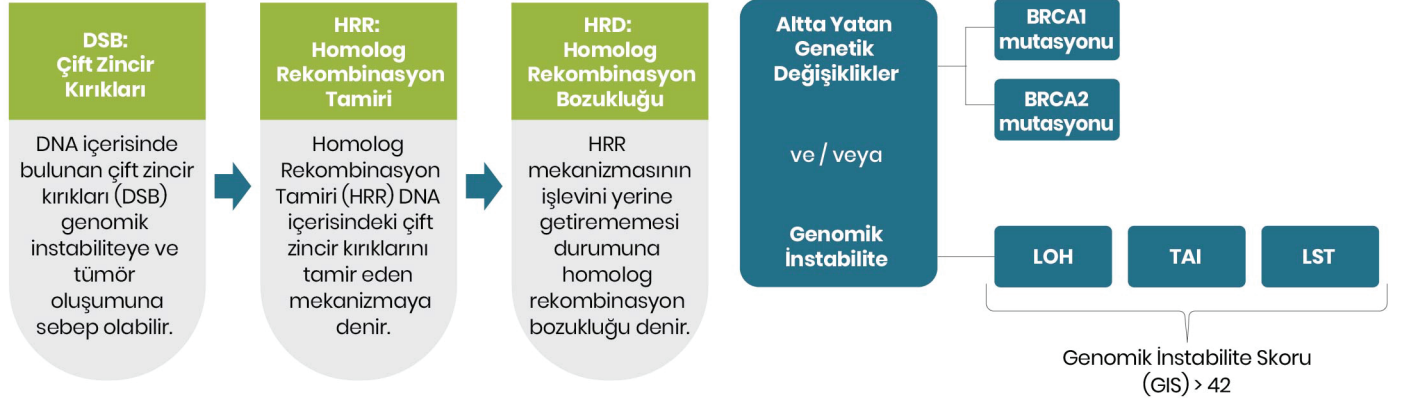 DSB:
Çift Zincir
Kırıkları
DNA içerisinde
bulunan çift zincir
kırıkları (DSB)
genomik
instabiliteye ve
tümör
oluşumuna
sebep olabilir.
HRR:
Homolog
Rekombinasyon
Tamiri
Homolog
Rekombinasyon
Tamiri (HRR) DNA
içerisindeki çift
zincir kırıklarını
tamir eden
mekanizmaya
denir.
HRD:
Homolog
Rekombinasyon
Bozukluğu
HRR
mekanizmasının
işlevini yerine
getirememesi
durumuna
homolog
rekombinasyon
bozukluğu denir.
Altta Yatan
Genetik
Değişiklikler
ve / veya
Genomik
İnstabilite
BRCA1
mutasyonu
BRCA2
mutasyonu
LOH
TAI
LST
Genomik İnstabilite Skoru
(GIS) > 42